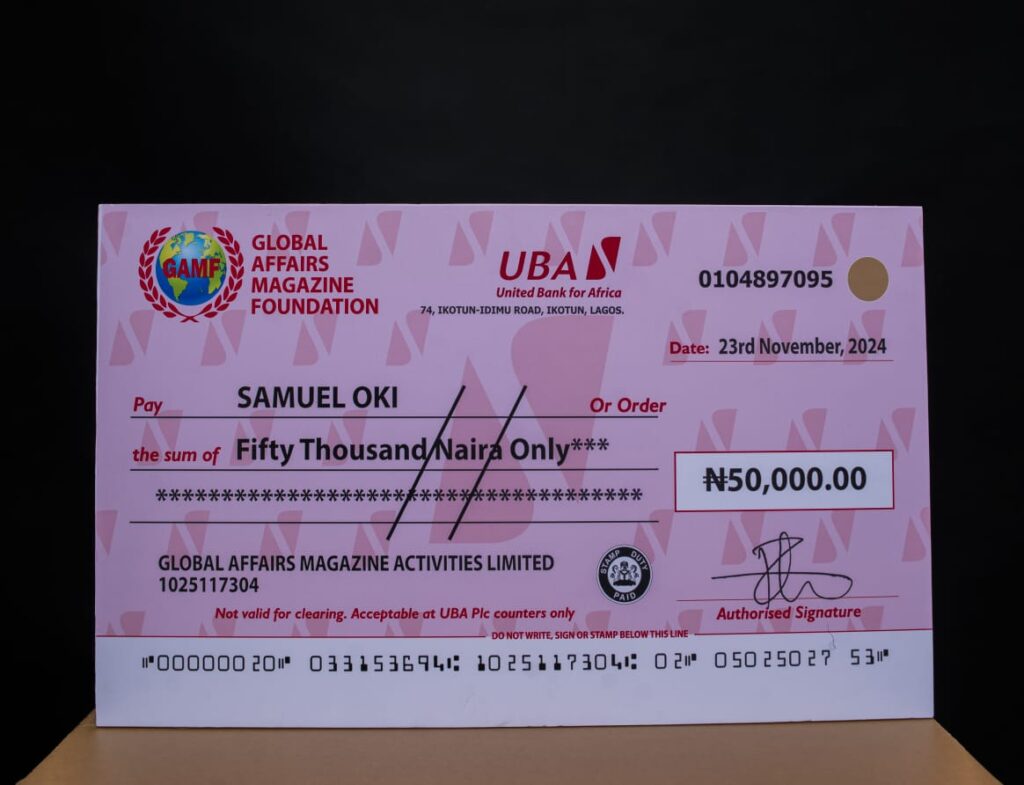 GAMF
GLOBAL
AFFAIRS
MAGAZINE
FOUNDATION
UBA
United Bank for Africa
74, IKOTUN-IDIMU ROAD, IKOTUN, LAGOS.
0104897095
Date: 23rd November, 2024
Pay SAMUEL OKI Or Order
the sum of Fifty Thousand Naira Only***
*************************************
₦50,000.00
GLOBAL AFFAIRS MAGAZINE ACTIVITIES LIMITED
1025117304
STAMP DUTY
PAID
Not valid for clearing. Acceptable at UBA Plc counters only
Authorised Signature
DO NOT WRITE, SIGN OR STAMP BELOW THIS LINE
⑈00000020⑈ 033153694⑆ 1025117304⑆ 02⑈ 05025027 53⑈